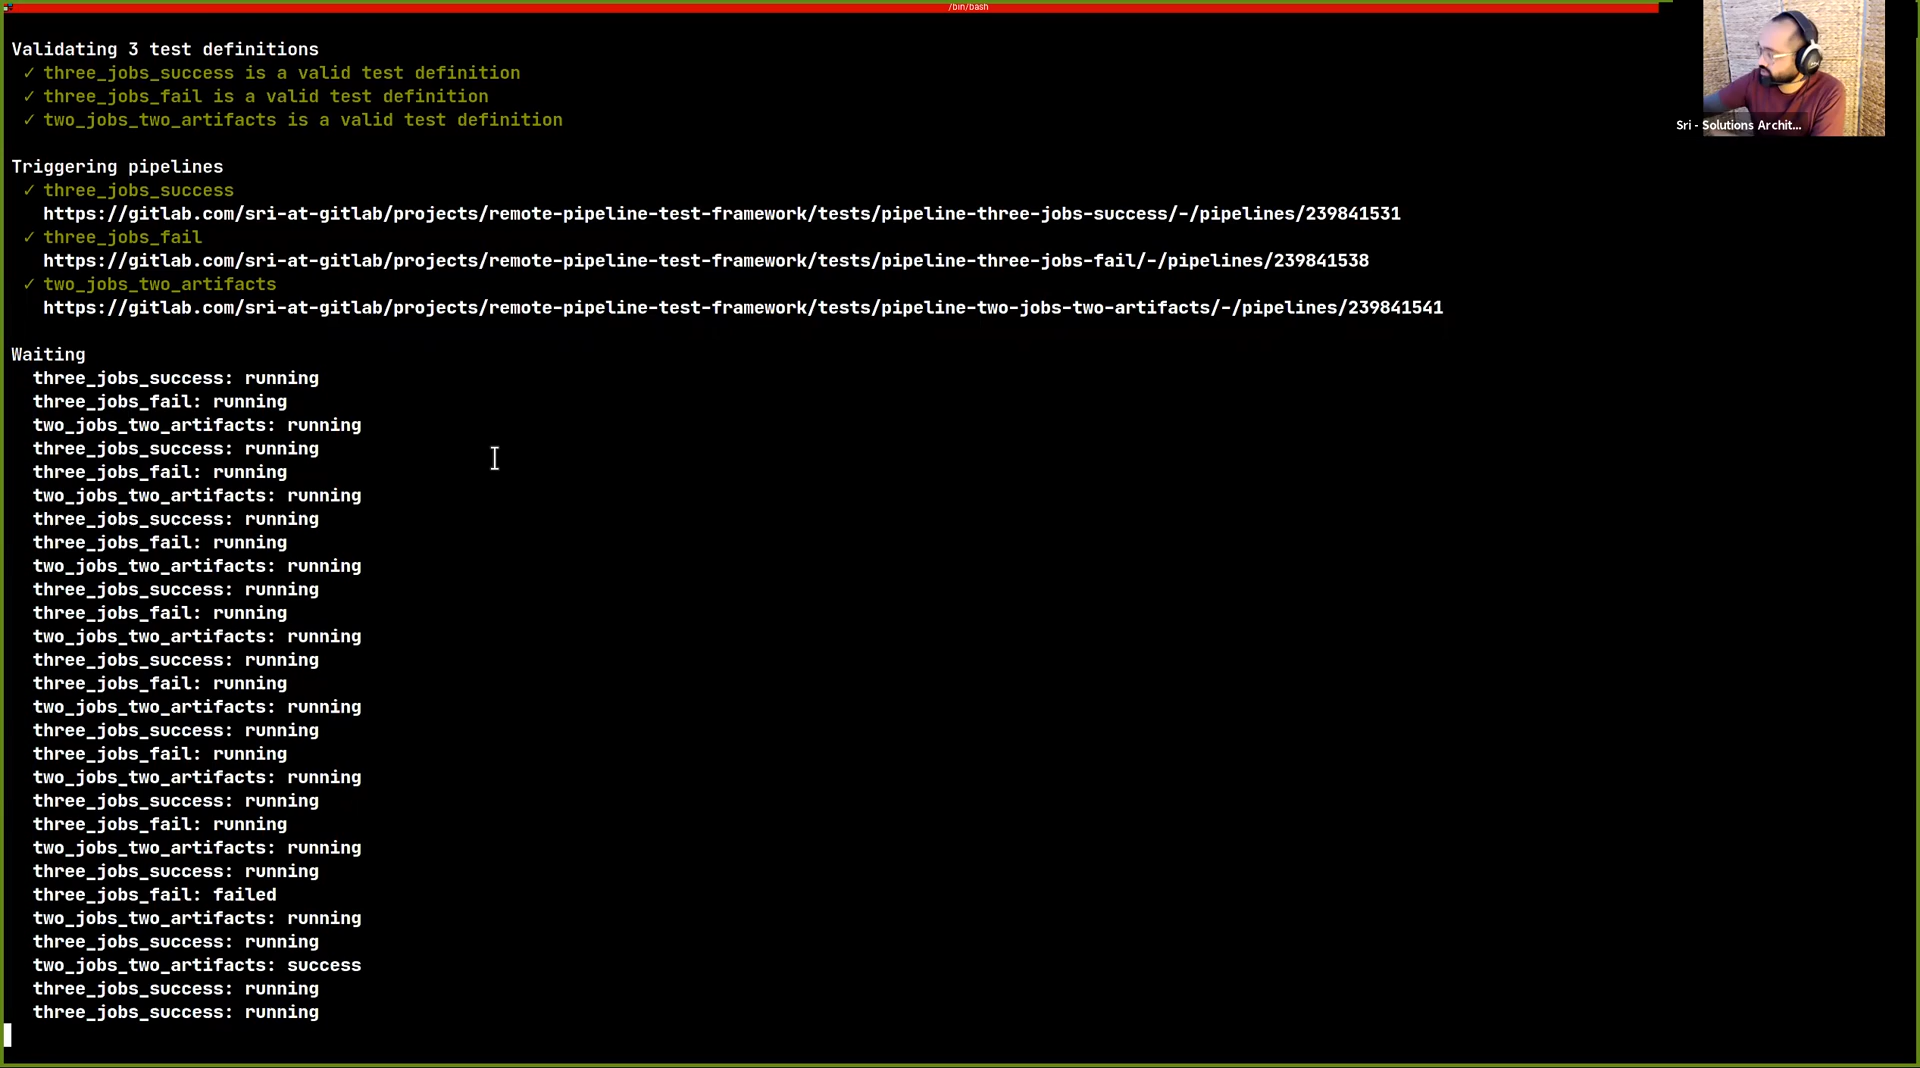 /bin/bash
Validating 3 test definitions
✓ three_jobs_success is a valid test definition
✓ three_jobs_fail is a valid test definition
✓ two_jobs_two_artifacts is a valid test definition
Sri - Solutions Archit...
Triggering pipelines
✓ three_jobs_success
https://gitlab.com/sri-at-gitlab/projects/remote-pipeline-test-framework/tests/pipeline-three-jobs-success/-/pipelines/239841531
✓ three_jobs_fail
https://gitlab.com/sri-at-gitlab/projects/remote-pipeline-test-framework/tests/pipeline-three-jobs-fail/-/pipelines/239841538
✓ two_jobs_two_artifacts
https://gitlab.com/sri-at-gitlab/projects/remote-pipeline-test-framework/tests/pipeline-two-jobs-two-artifacts/-/pipelines/239841541
Waiting
three_jobs_success: running
three_jobs_fail: running
two_jobs_two_artifacts: running
three_jobs_success: running
three_jobs_fail: running
two_jobs_two_artifacts: running
three_jobs_success: running
three_jobs_fail: running
two_jobs_two_artifacts: running
three_jobs_success: running
three_jobs_fail: running
two_jobs_two_artifacts: running
three_jobs_success: running
three_jobs_fail: running
two_jobs_two_artifacts: running
three_jobs_success: running
three_jobs_fail: running
two_jobs_two_artifacts: running
three_jobs_success: running
three_jobs_fail: running
two_jobs_two_artifacts: running
three_jobs_success: running
three_jobs_fail: failed
two_jobs_two_artifacts: running
three_jobs_success: running
two_jobs_two_artifacts: success
three_jobs_success: running
three_jobs_success: running